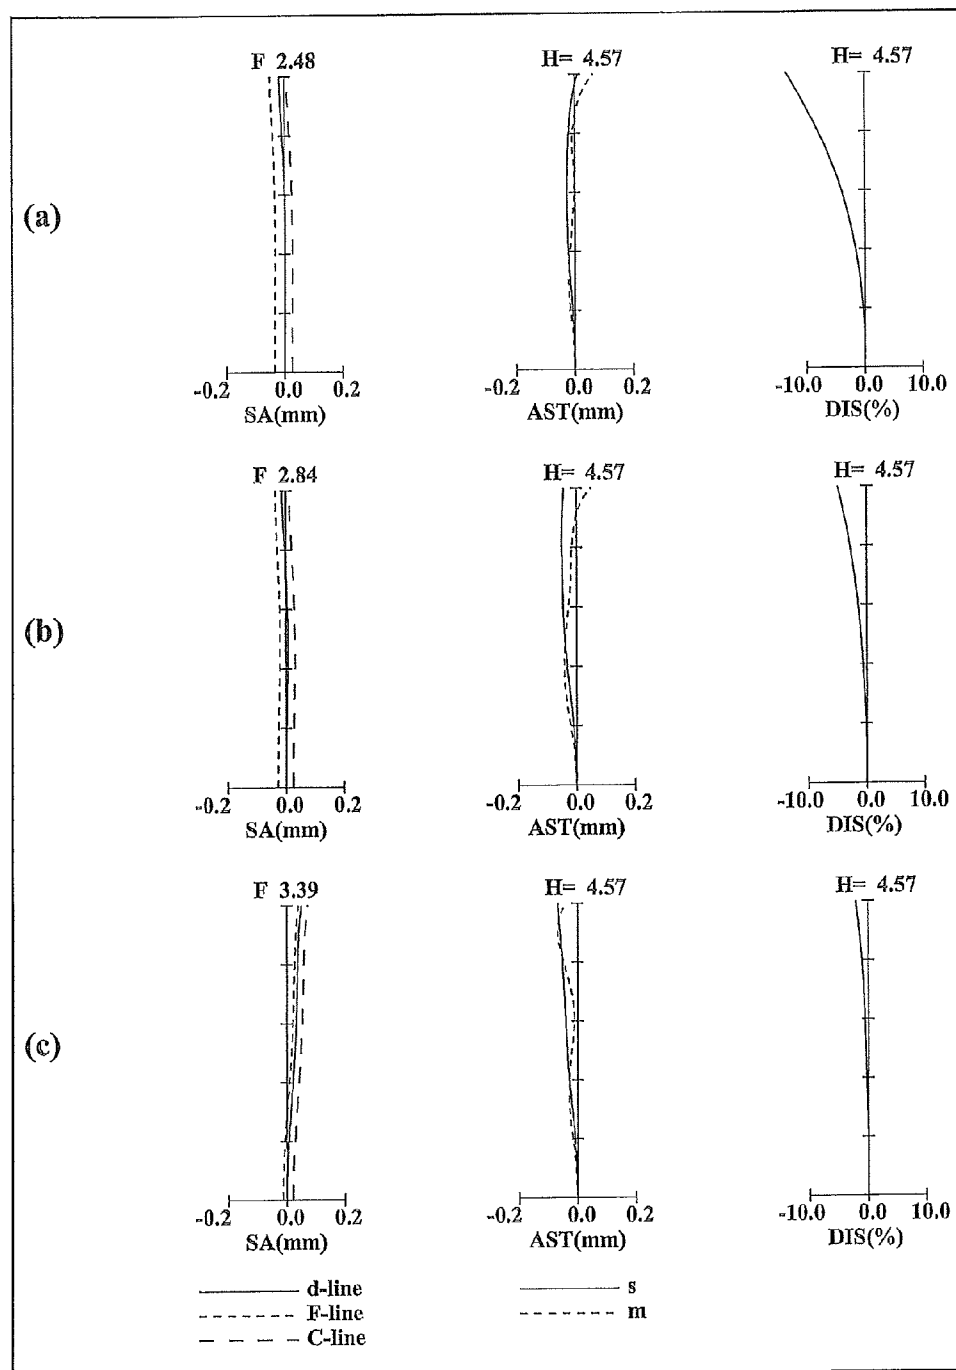 F 2.48 H= 4.57 H= 4.57
(a)
-0.2 0.0 0.2 -0.2 0.0 0.2 -10.0 0.0 10.0
SA(mm) AST(mm) DIS(%)
F 2.84 H= 4.57 H= 4.57
(b)
-0.2 0.0 0.2 -0.2 0.0 0.2 -10.0 0.0 10.0
SA(mm) AST(mm) DIS(%)
F 3.39 H= 4.57 H= 4.57
(c)
-0.2 0.0 0.2 -0.2 0.0 0.2 -10.0 0.0 10.0
SA(mm) AST(mm) DIS(%)
d-line s
F-line m
C-line